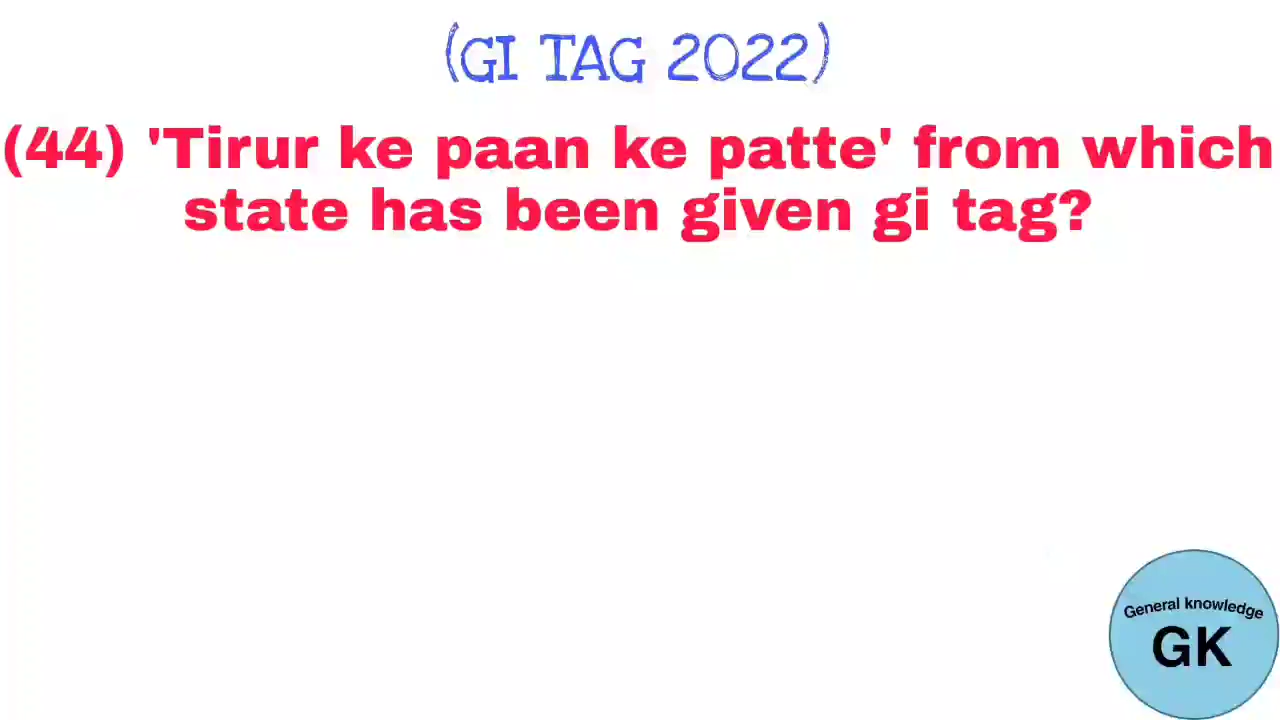 (GI TAG 2022)
(44) 'Tirur ke paan ke patte' from which
state has been given gi tag?
General knowledge
GK